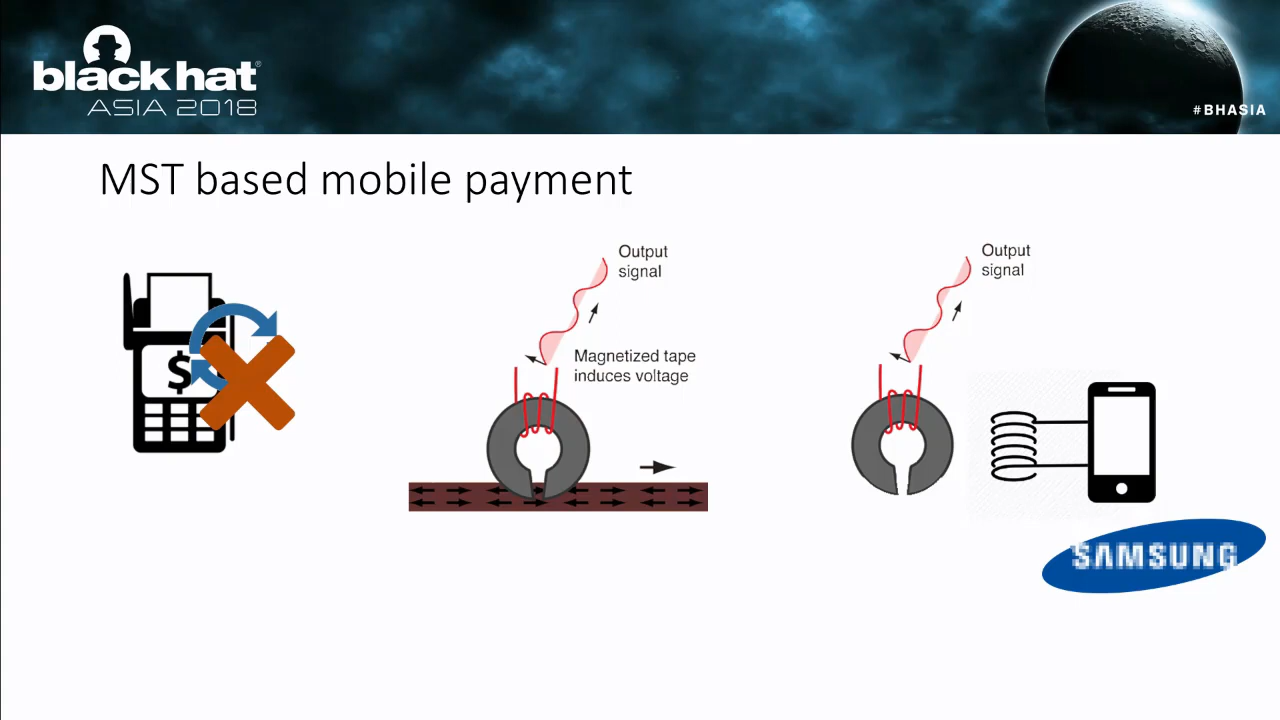 black hat®
ASIA 2018
#BHASIA
MST based mobile payment
Output
signal
Magnetized tape
induces voltage
$
Output
signal
SAMSUNG